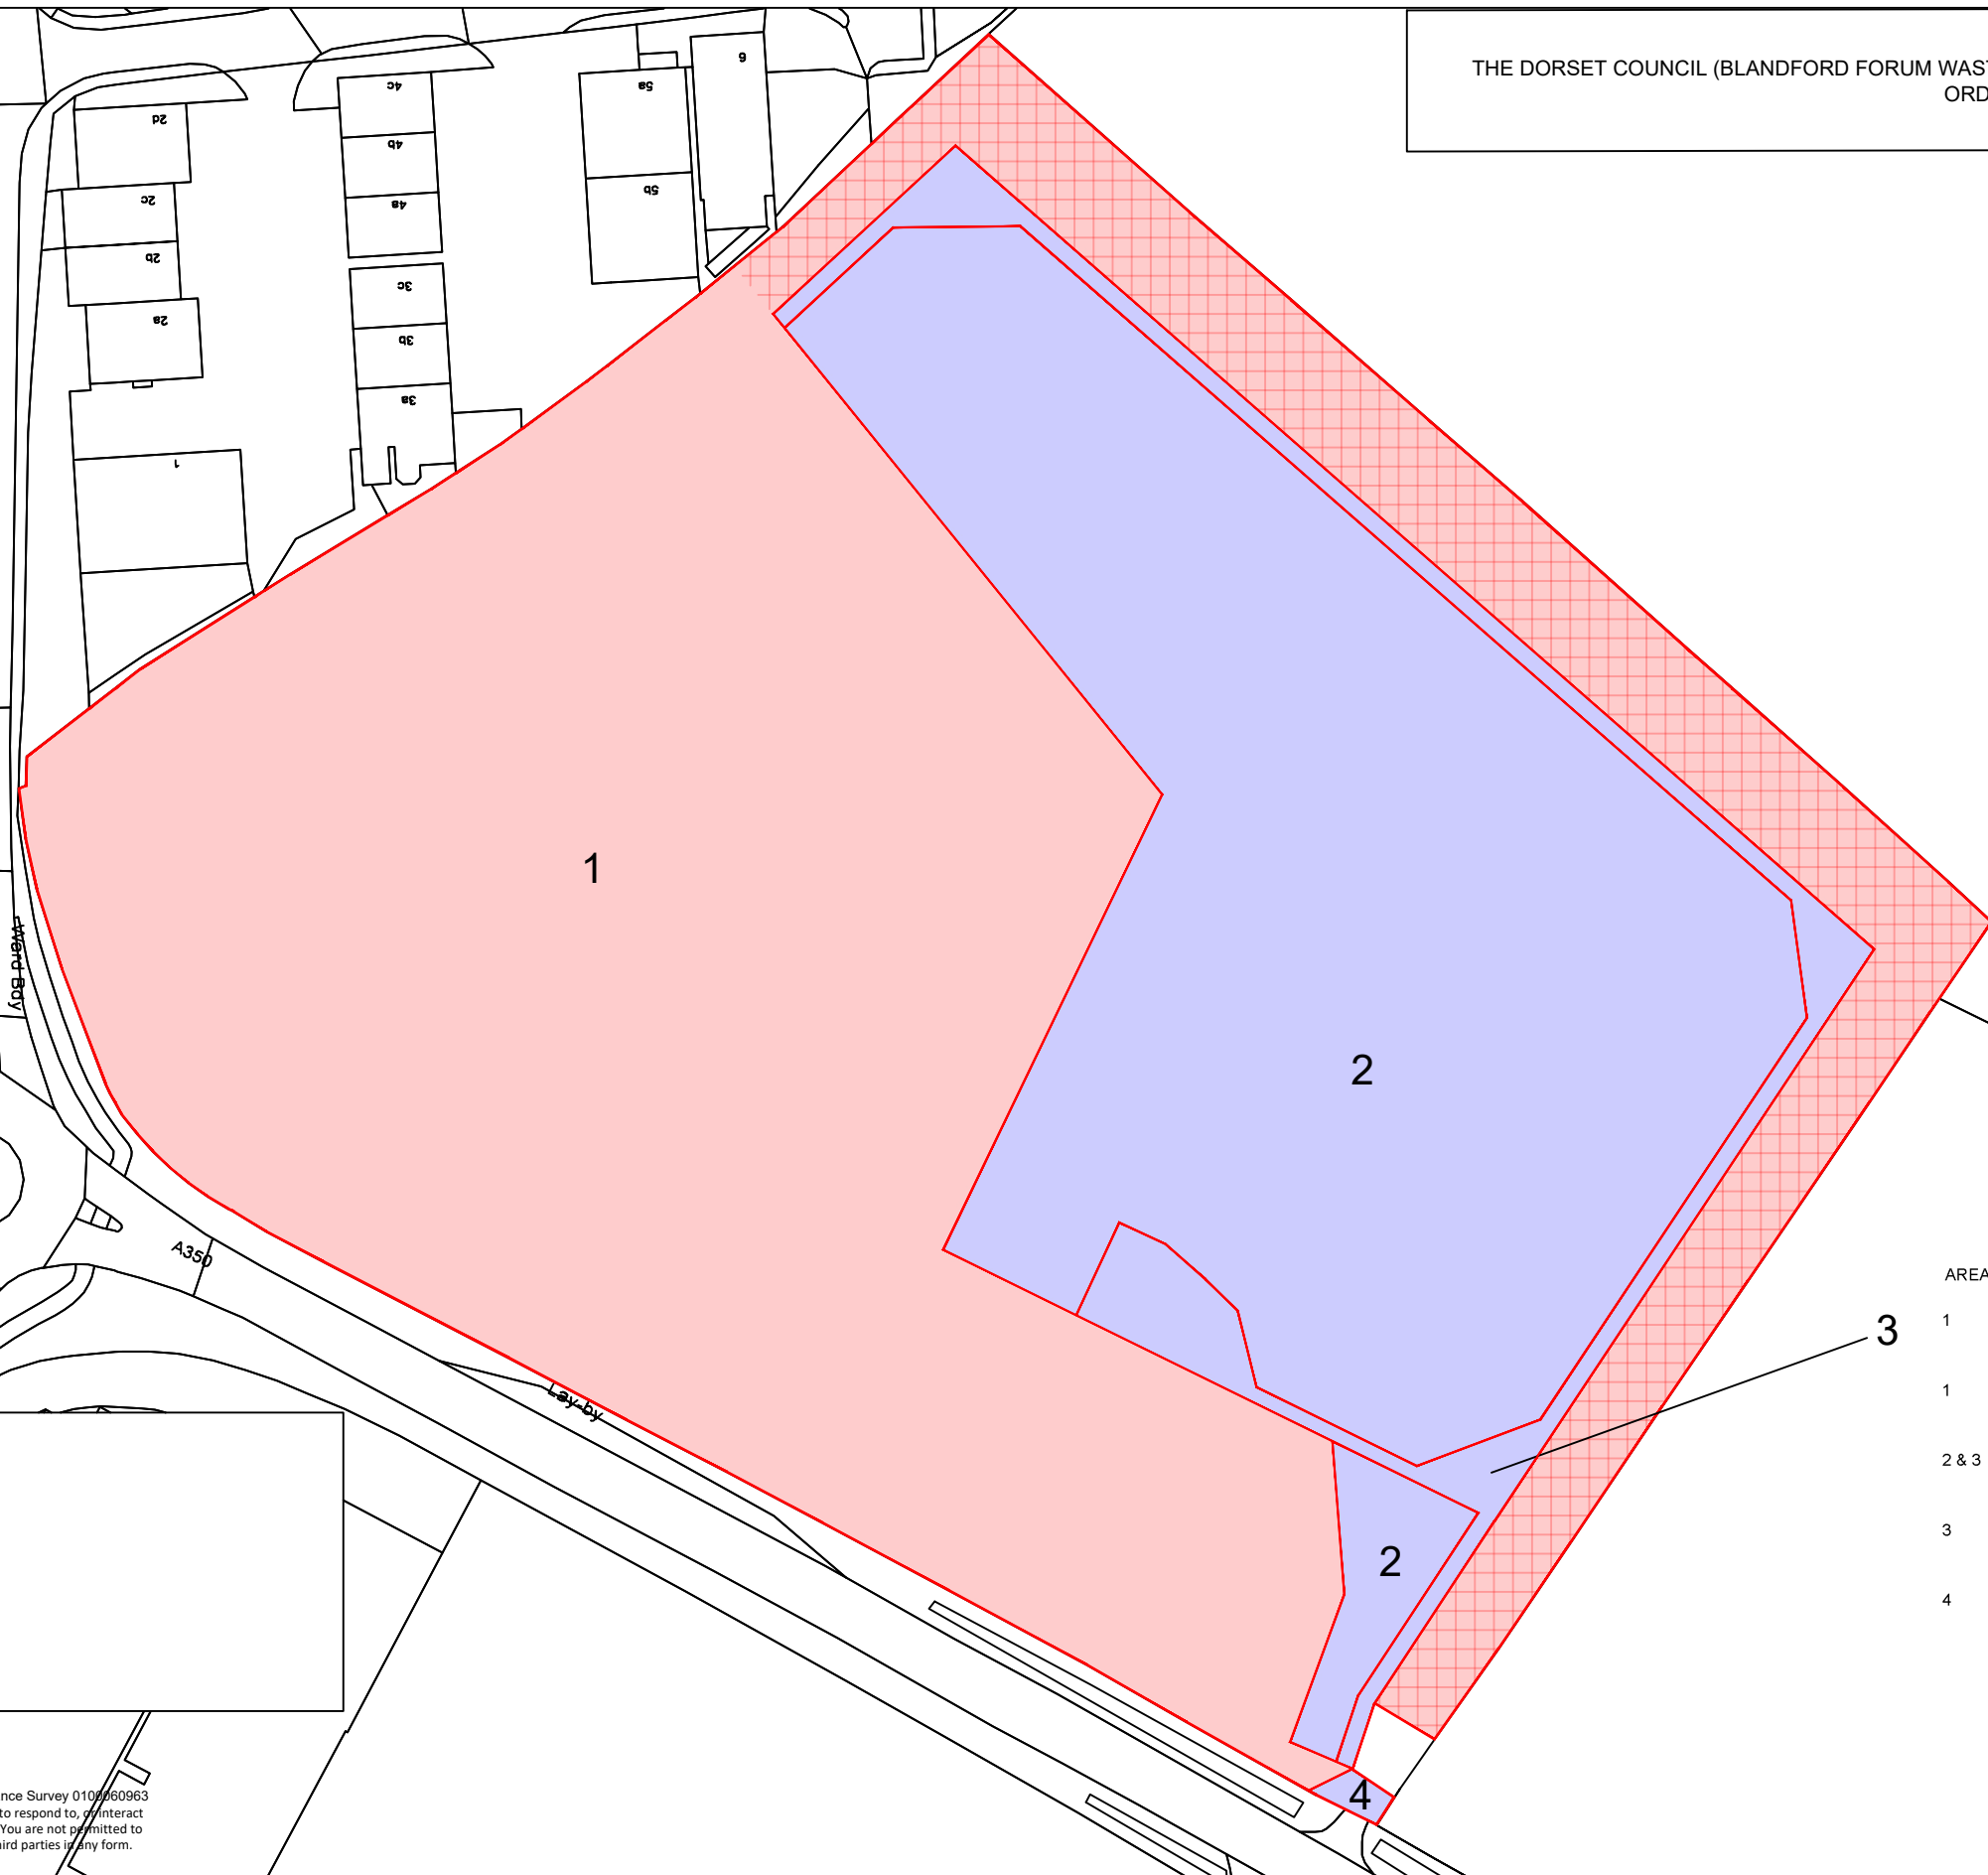 THE DORSET COUNCIL (BLANDFORD FORUM WAST
ORD
6
5a
5b
4c
4b
4a
3c
3b
3a
2d
2c
2b
2a
1
1
2
2
3
4
Ward Bdy
A350
Lay-by
AREA
1
1
2 & 3
3
4
nce Survey 0100060963
to respond to, or interact
You are not permitted to
ird parties in any form.